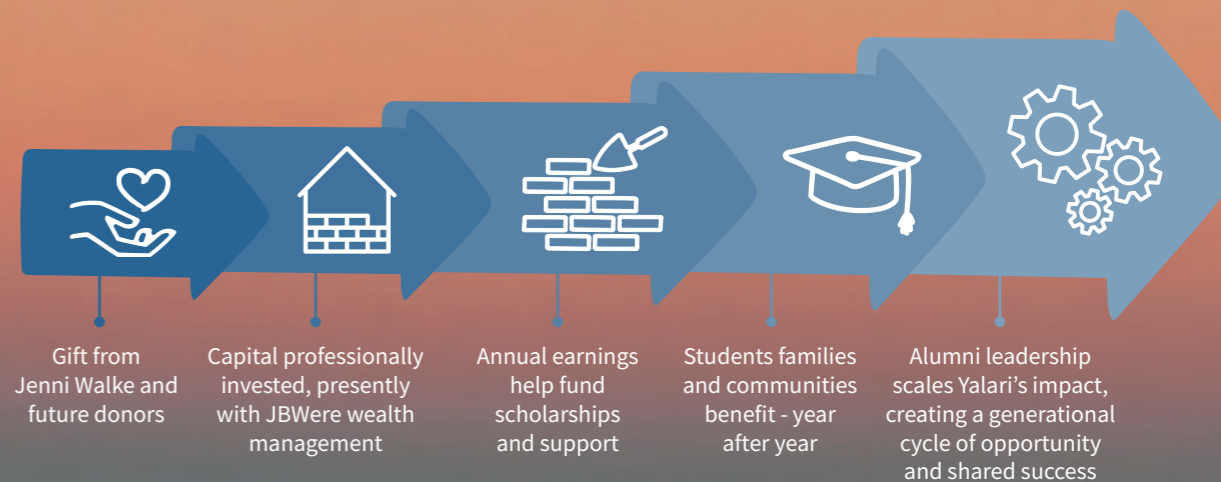 Gift from
Jenni Walke and
future donors
Capital professionally
invested, presently
with JBWere wealth
management
Annual earnings
help fund
scholarships
and support
Students families
and communities
benefit - year
after year
Alumni leadership
scales Yalari’s impact,
creating a generational
cycle of opportunity
and shared success